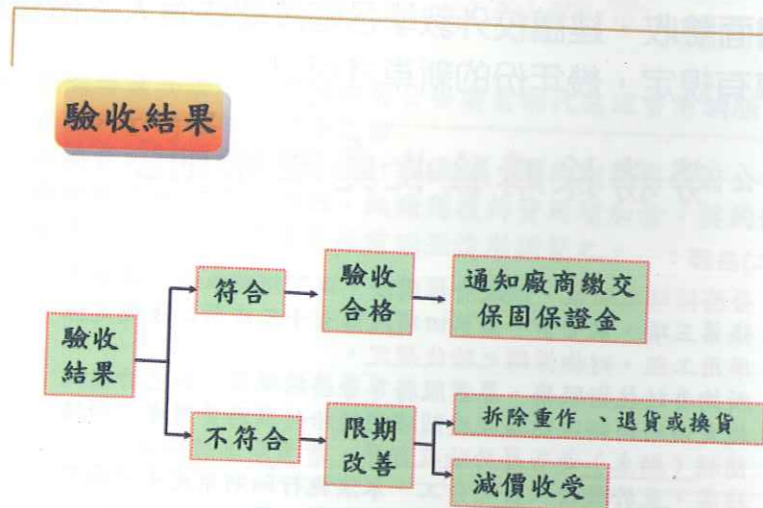 驗收結果
驗收
結果
符合
驗收
合格
通知廠商繳交
保固保證金
不符合
限期
改善
拆除重作、退貨或換貨
減價收受